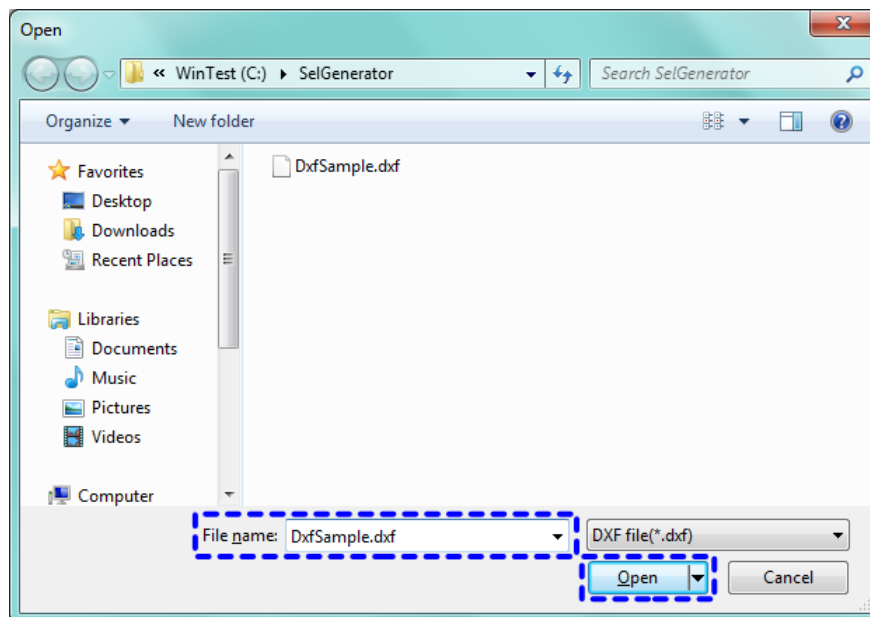 Open
« WinTest (C:) ▸ SelGenerator
Search SelGenerator
Organize
New folder
Favorites
Desktop
Downloads
Recent Places
Libraries
Documents
Music
Pictures
Videos
Computer
DxfSample.dxf
File name: DxfSample.dxf
DXF file(*.dxf)
Open
Cancel